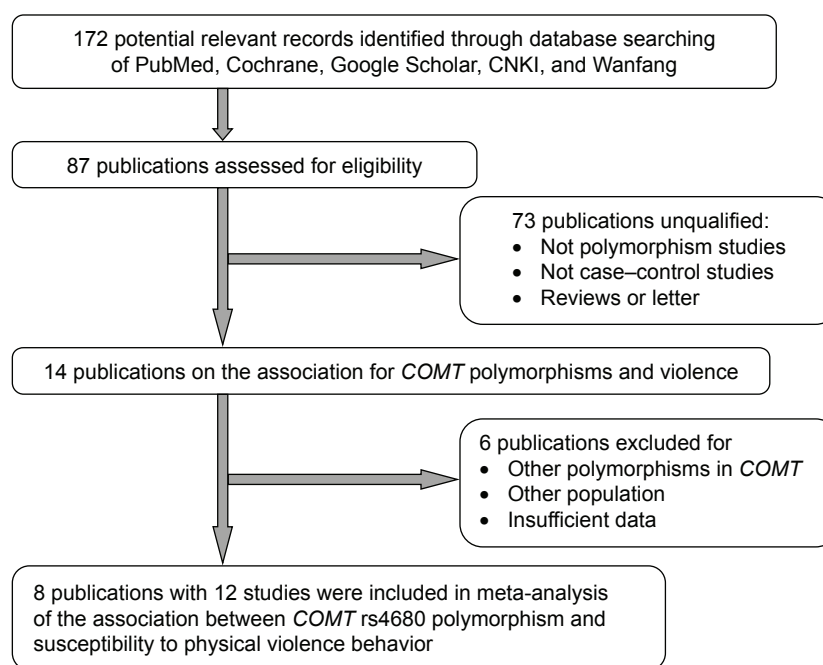 172 potential relevant records identified through database searching
of PubMed, Cochrane, Google Scholar, CNKI, and Wanfang
87 publications assessed for eligibility
73 publications unqualified:
• Not polymorphism studies
• Not case–control studies
• Reviews or letter
14 publications on the association for COMT polymorphisms and violence
6 publications excluded for
• Other polymorphisms in COMT
• Other population
• Insufficient data
8 publications with 12 studies were included in meta-analysis
of the association between COMT rs4680 polymorphism and
susceptibility to physical violence behavior